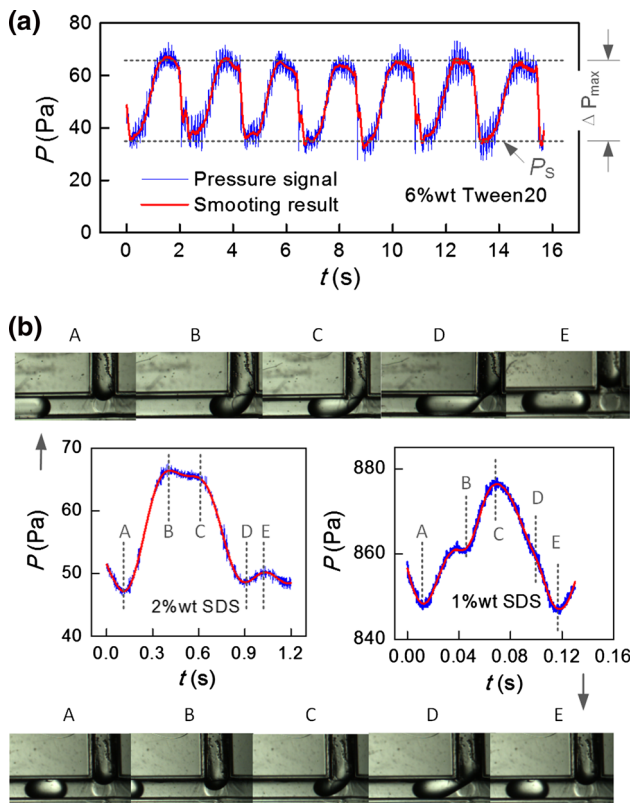 (a)
80
60
40
20
0
P (Pa)
Pressure signal
Smooting result
6%wt Tween20
P_S
Δ P_max
0 2 4 6 8 10 12 14 16
t (s)
(b)
A B C D E
70
60
50
40
P (Pa)
A B C D E
2%wt SDS
0.0 0.3 0.6 0.9 1.2
t (s)
880
860
840
P (Pa)
A B C D E
1%wt SDS
0.00 0.04 0.08 0.12 0.16
t (s)
A B C D E